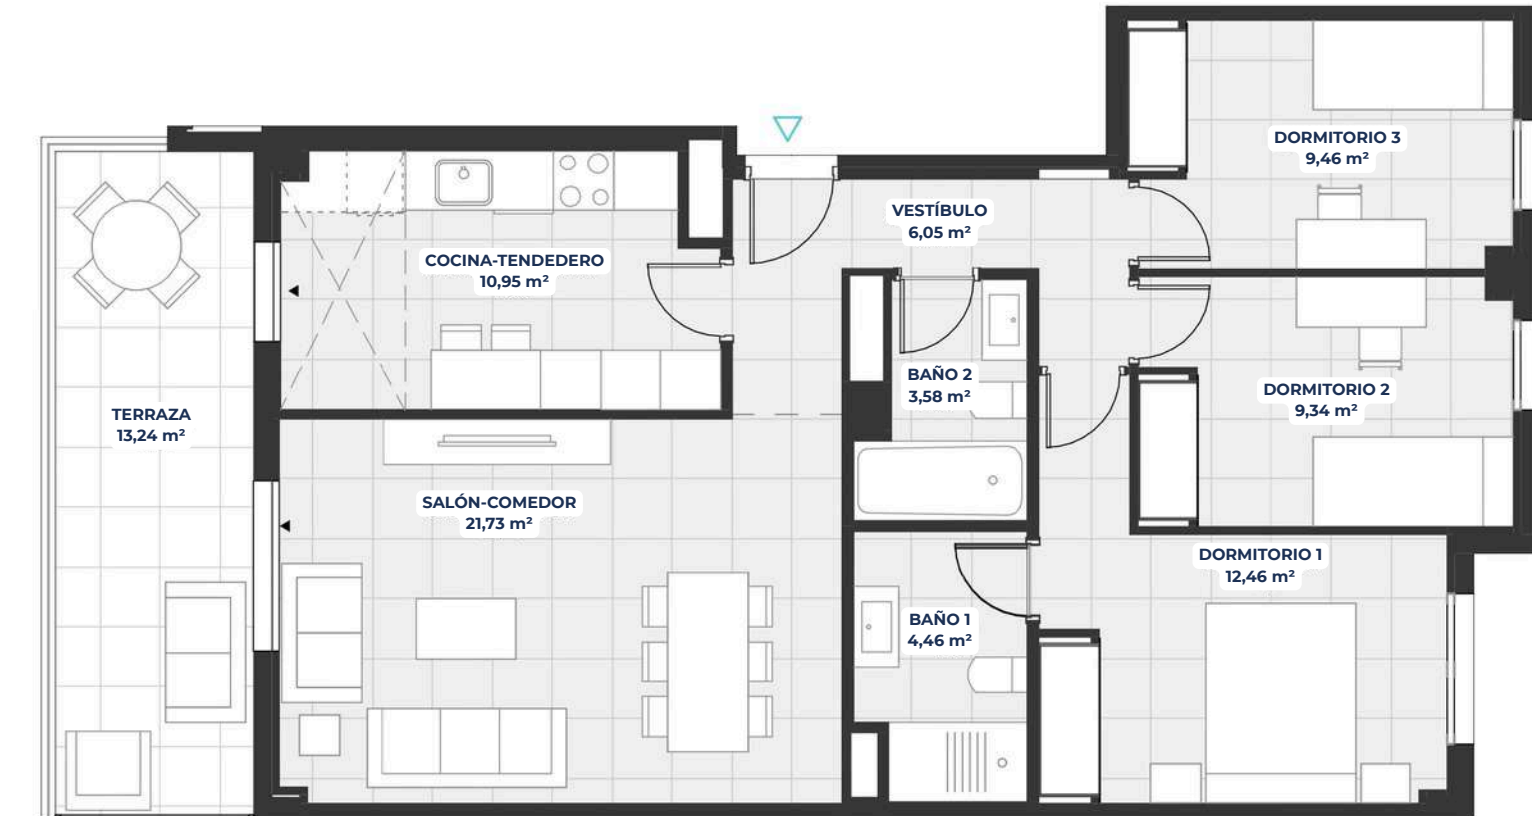 DORMITORIO 3
9,46 m²
VESTÍBULO
6,05 m²
COCINA-TENDEDERO
10,95 m²
BAÑO 2
3,58 m²
DORMITORIO 2
9,34 m²
TERRAZA
13,24 m²
SALÓN-COMEDOR
21,73 m²
DORMITORIO 1
12,46 m²
BAÑO 1
4,46 m²